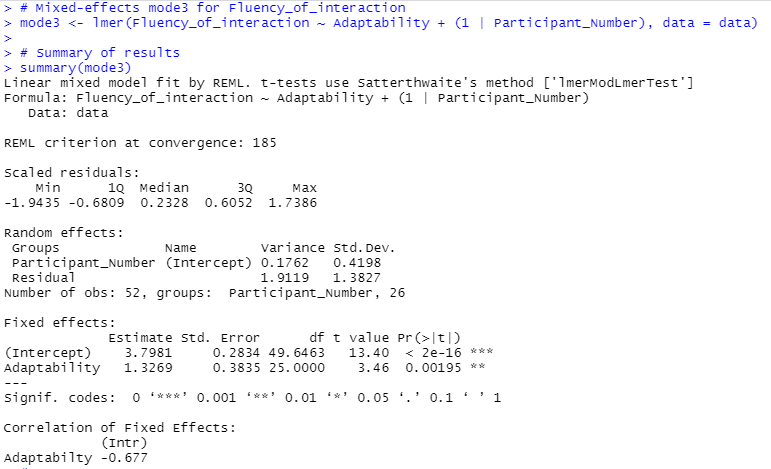 > # Mixed-effects mode3 for Fluency_of_interaction
> mode3 <- lmer(Fluency_of_interaction ~ Adaptability + (1 | Participant_Number), data = data)
>
> # Summary of results
> summary(mode3)
Linear mixed model fit by REML. t-tests use Satterthwaite's method ['lmerModLmerTest']
Formula: Fluency_of_interaction ~ Adaptability + (1 | Participant_Number)
   Data: data

REML criterion at convergence: 185

Scaled residuals:
    Min      1Q  Median      3Q     Max
-1.9435 -0.6809  0.2328  0.6052  1.7386

Random effects:
 Groups             Name        Variance Std.Dev.
 Participant_Number (Intercept) 0.1762   0.4198
 Residual                       1.9119   1.3827
Number of obs: 52, groups:  Participant_Number, 26

Fixed effects:
             Estimate Std. Error      df t value Pr(>|t|)
(Intercept)    3.7981     0.2834 49.6463   13.40  < 2e-16 ***
Adaptability   1.3269     0.3835 25.0000    3.46  0.00195 **
---
Signif. codes:  0 ‘***’ 0.001 ‘**’ 0.01 ‘*’ 0.05 ‘.’ 0.1 ‘ ’ 1

Correlation of Fixed Effects:
            (Intr)
Adaptabilty -0.677